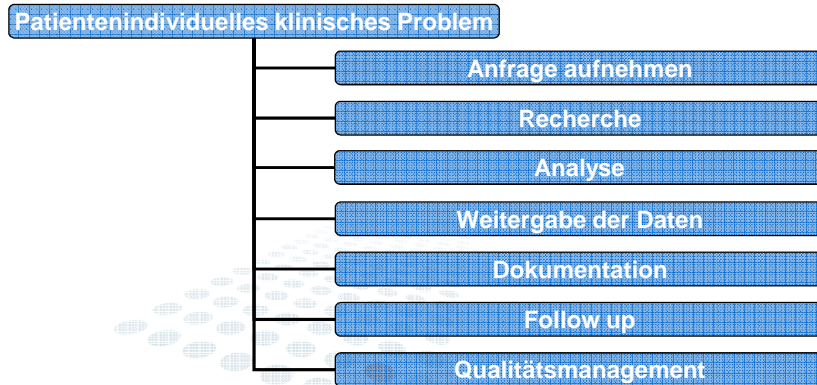 Patientenindividuelles klinisches Problem
Anfrage aufnehmen
Recherche
Analyse
Weitergabe der Daten
Dokumentation
Follow up
Qualitätsmanagement